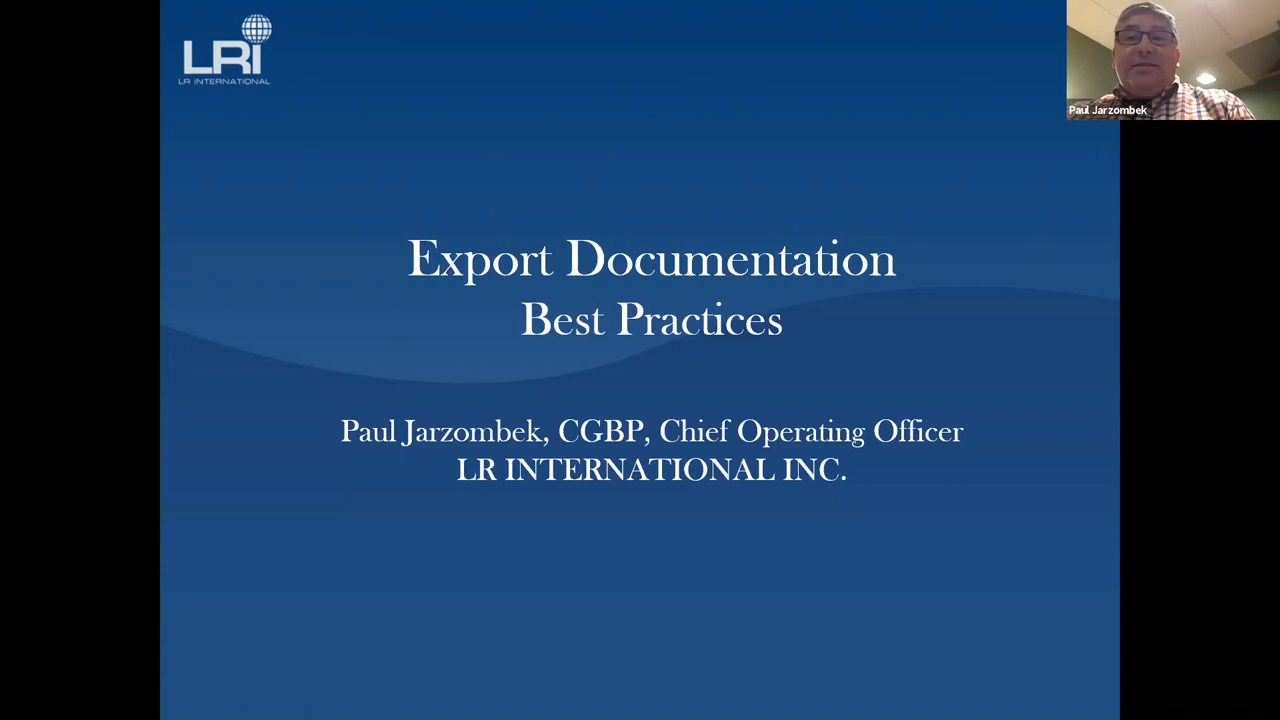 LRI
LR INTERNATIONAL
Paul Jarzombek
Export Documentation
Best Practices
Paul Jarzombek, CGBP, Chief Operating Officer
LR INTERNATIONAL INC.